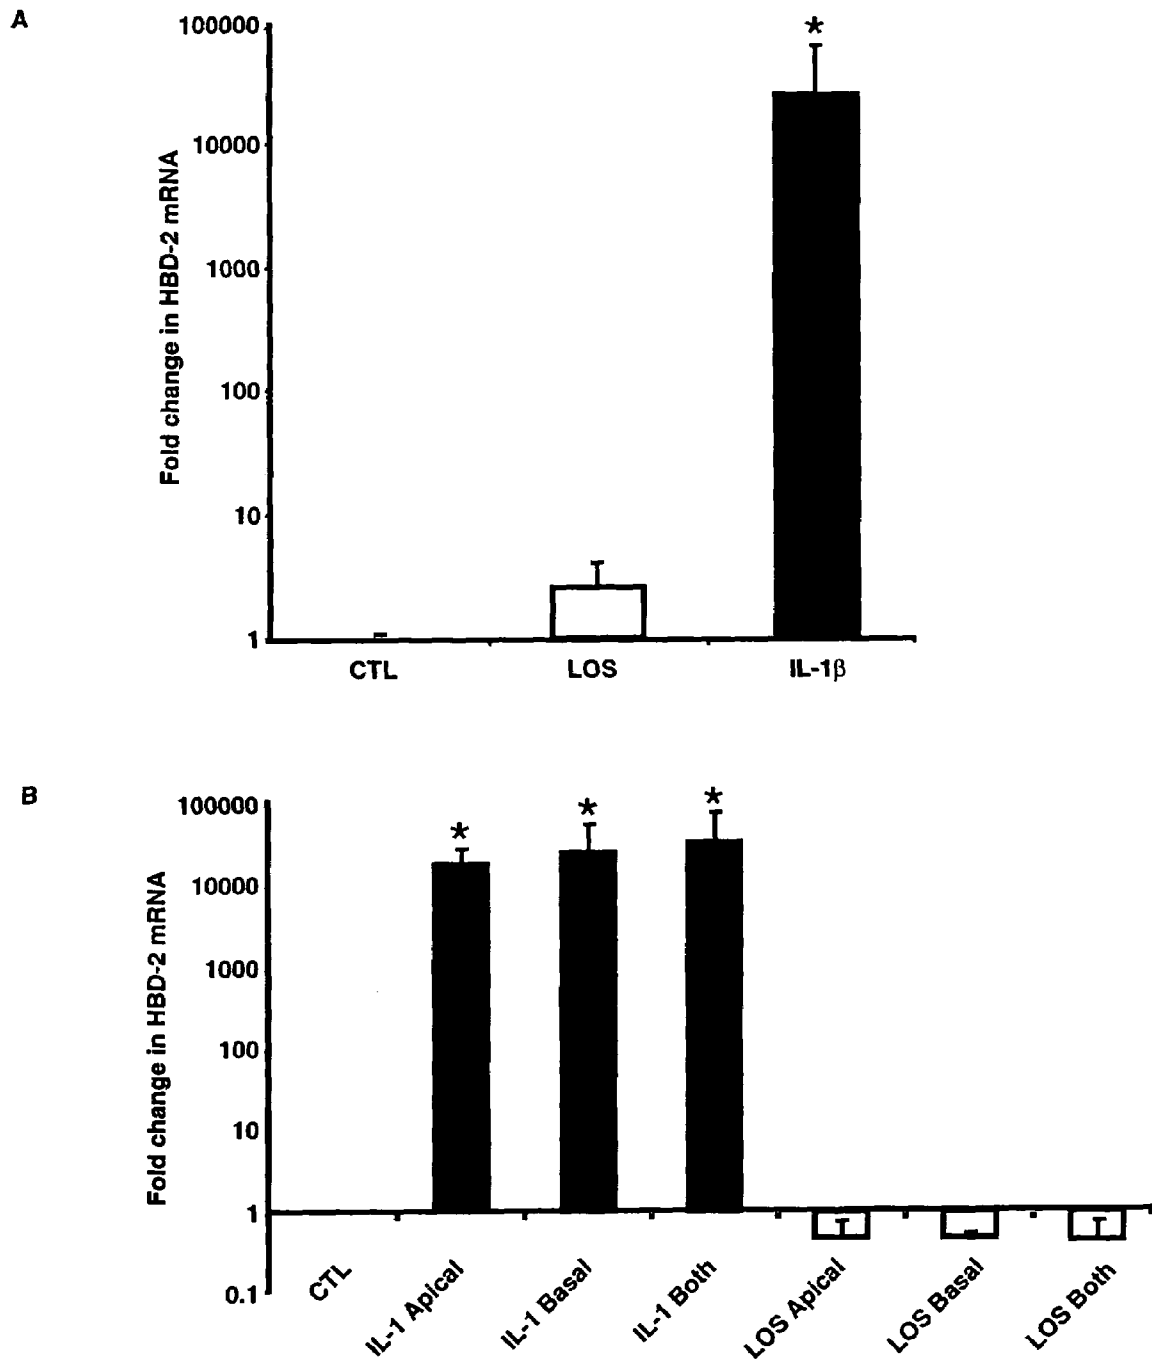 A
100000
10000
1000
100
10
1
Fold change in HBD-2 mRNA
*
CTL
LOS
IL-1β
B
100000
10000
1000
100
10
1
0.1
Fold change in HBD-2 mRNA
*
*
*
CTL
IL-1 Apical
IL-1 Basal
IL-1 Both
LOS Apical
LOS Basal
LOS Both